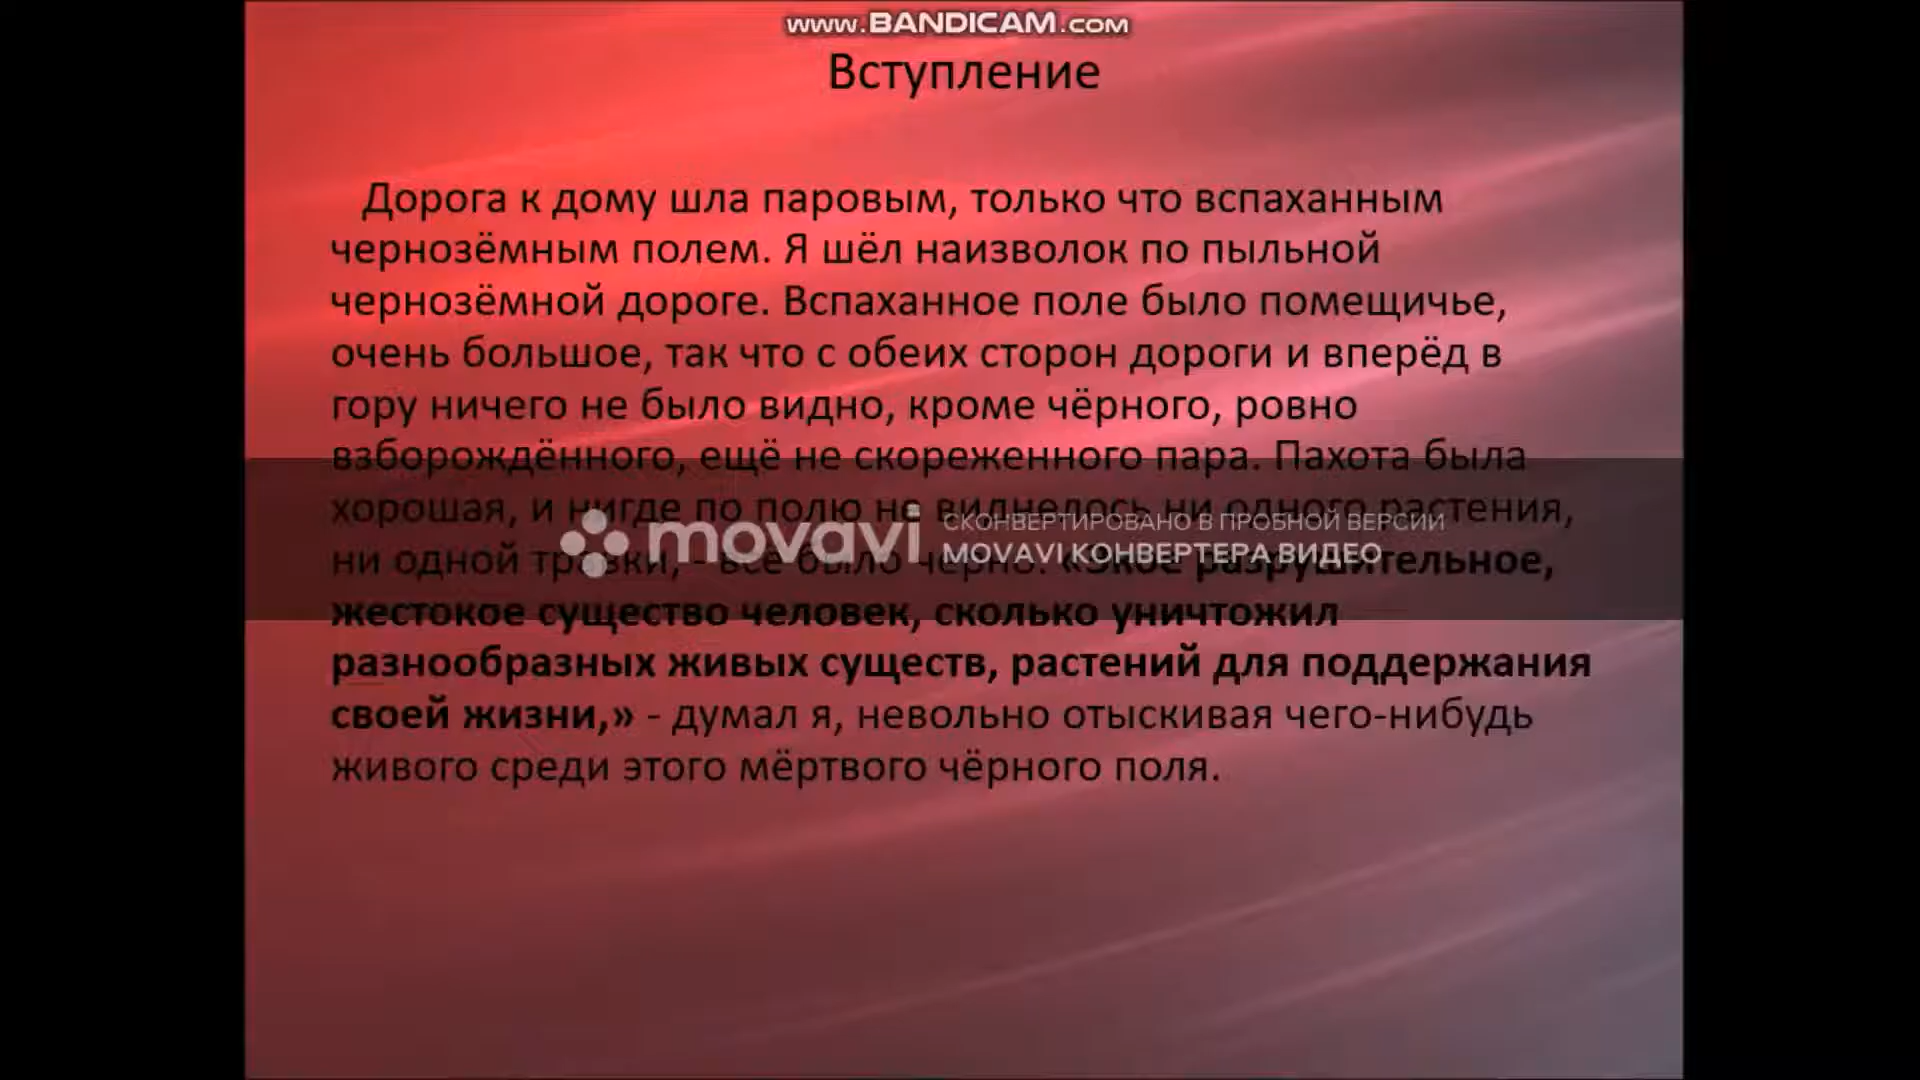 www.BANDICAM.com
Вступление
Дорога к дому шла паровым, только что вспаханным
чернозёмным полем. Я шёл наизволок по пыльной
чернозёмной дороге. Вспаханное поле было помещичье,
очень большое, так что с обеих сторон дороги и вперёд в
гору ничего не было видно, кроме чёрного, ровно
взборождённого, ещё не скореженного пара. Пахота была
хорошая, и нигде по полю не виднелось ни одного растения,
movavi СКОНВЕРТИРОВАНО В ПРОБНОЙ ВЕРСИИ
MOVAVI КОНВЕРТЕРА ВИДЕО
ни одной травки, - все было черно. «Экое разрушительное,
жестокое существо человек, сколько уничтожил
разнообразных живых существ, растений для поддержания
своей жизни,» - думал я, невольно отыскивая чего-нибудь
живого среди этого мёртвого чёрного поля.